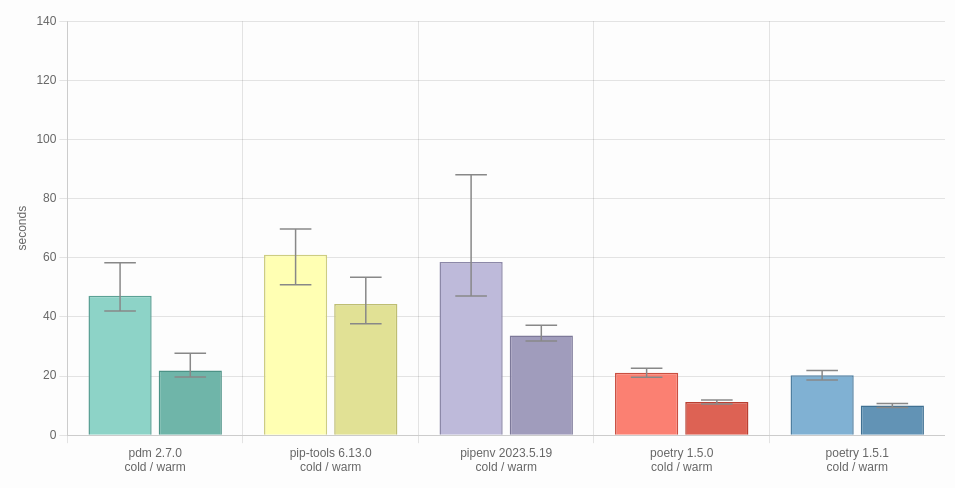 140
120
100
80
60
40
20
0
seconds
pdm 2.7.0
cold / warm
pip-tools 6.13.0
cold / warm
pipenv 2023.5.19
cold / warm
poetry 1.5.0
cold / warm
poetry 1.5.1
cold / warm